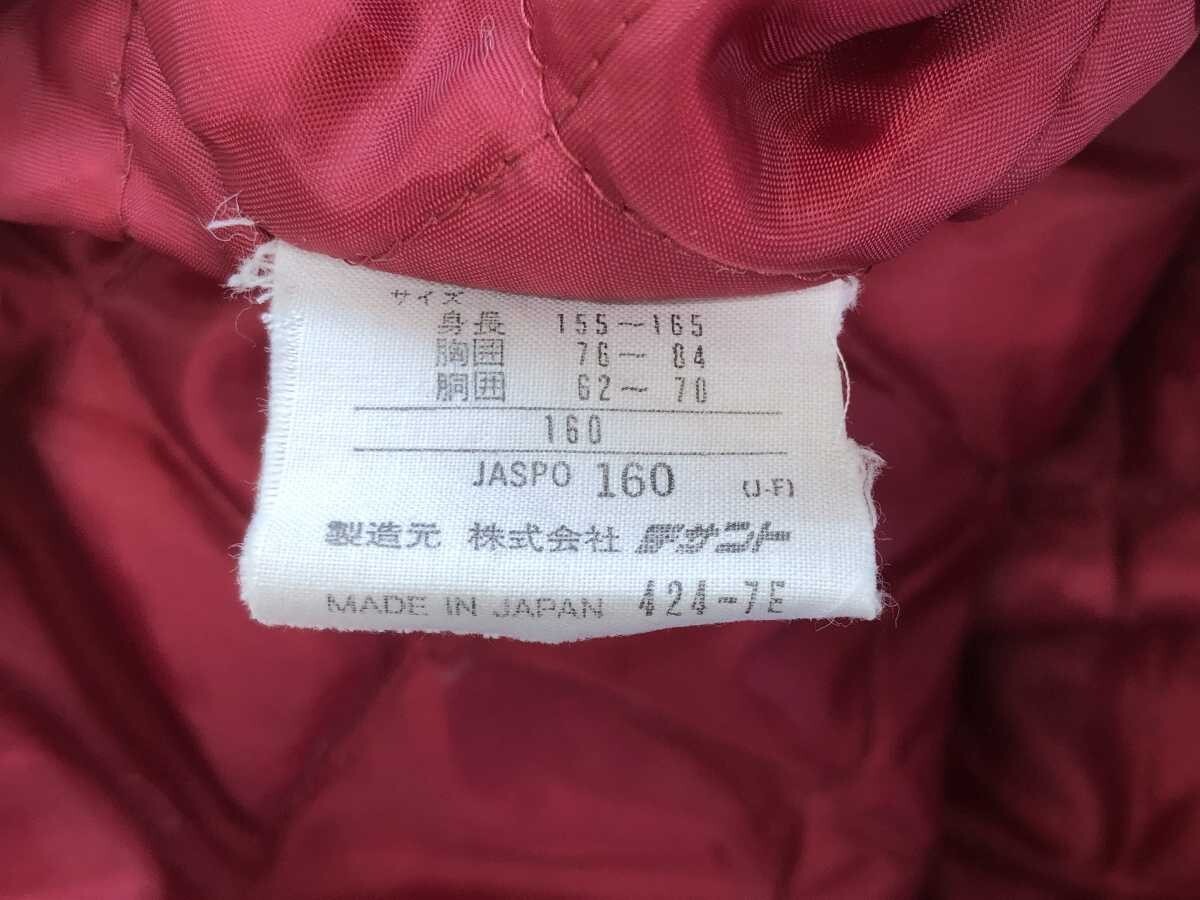 サイズ
身長 155〜165
胸囲 76〜 84
胴囲 62〜 70
160
JASPO 160 (J-F)
製造元 株式会社 デサント
MADE IN JAPAN 424-7E